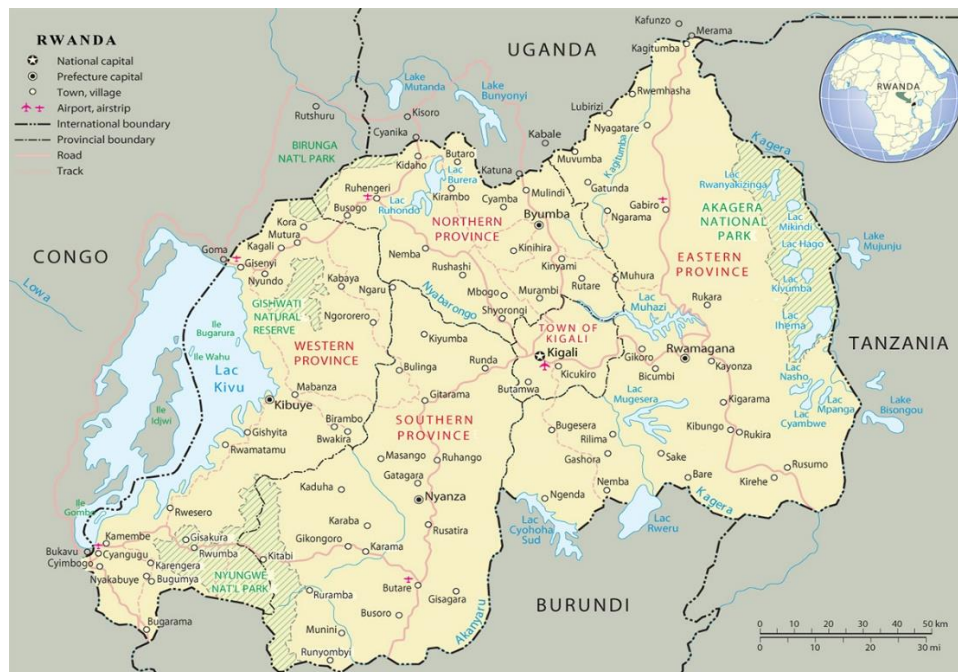 RWANDA
National capital
Prefecture capital
Town, village
Airport, airstrip
International boundary
Provincial boundary
Road
Track
UGANDA
Kafunzo
Merama
Kagitumba
RWANDA
Lake
Mutanda
Lake
Bunyonyi
Rutshuru
Kisoro
Rwemhasha
Lubirizi
Nyagatare
Kagitumba
Kagera
Cyanika
Kabale
BIRUNGA
NAT'L PARK
Kidaho
Butaro
Lac
Burera
Katuna
Muvumba
Lac
Rwanyakizinga
Ruhengeri
Lac
Ruhondo
Kirambo
Cyamba
Mulindi
Gatunda
Gabiro
Ngarama
AKAGERA
NATIONAL
PARK
Lac
Mikindi
Busogo
Kora
Mutura
NORTHERN
PROVINCE
Byumba
Lac Hago
Lake
Mujunju
CONGO
Goma
Kagali
Gisenyi
Nyundo
Nemba
Kinihira
Kinyami
EASTERN
PROVINCE
Lac
Kivumba
Lowa
Kabaya
Rushashi
Rutare
Muhura
Ngaru
Mbogo
Murambi
Nyabarongo
Shyorongi
Rukara
Lac
Muhazi
Lac
Ihema
GISHWATI
NATURAL
RESERVE
Ngororero
Ile
Bugarura
Ile Wahu
Lac
Kivu
WESTERN
PROVINCE
Kiyumba
TOWN OF
KIGALI
Kigali
Kicukiro
Gikoro
Rwamagana
Bicumbi
Kayonza
TANZANIA
Runda
Bulinga
Butamwa
Lac
Nasho
Lac
Mpanga
Lac
Cyambwe
Lake
Bisongou
Mabanza
Kibuye
Gitarama
Lac
Mugesera
Kigarama
Ile
Idjwi
Birambo
Bwakira
SOUTHERN
PROVINCE
Bugesera
Rilima
Kibungo
Rukira
Gishyita
Rwamatamu
Masango
Ruhango
Gatagara
Gashora
Sake
Bare
Rusumo
Kirehe
Kaduha
Nyanza
Ngenda
Nemba
Kagera
Ile
Gombo
Rwesero
Karaba
Rusatira
Lac
Cyohoha
Sud
Lac
Rweru
Kamembe
Bukavu
Cyangugu
Cyimbogo
Gisakura
Rwumba
Gikongoro
Karama
Kitabi
Karengera
Nyakabuye
Bugumya
NYUNGWE
NAT'L PARK
Butare
Gisagara
Ruramba
Busoro
Akanyaru
BURUNDI
Bugarama
Munini
Runyombyi
0 10 20 30 40 50 km
0 10 20 30 mi